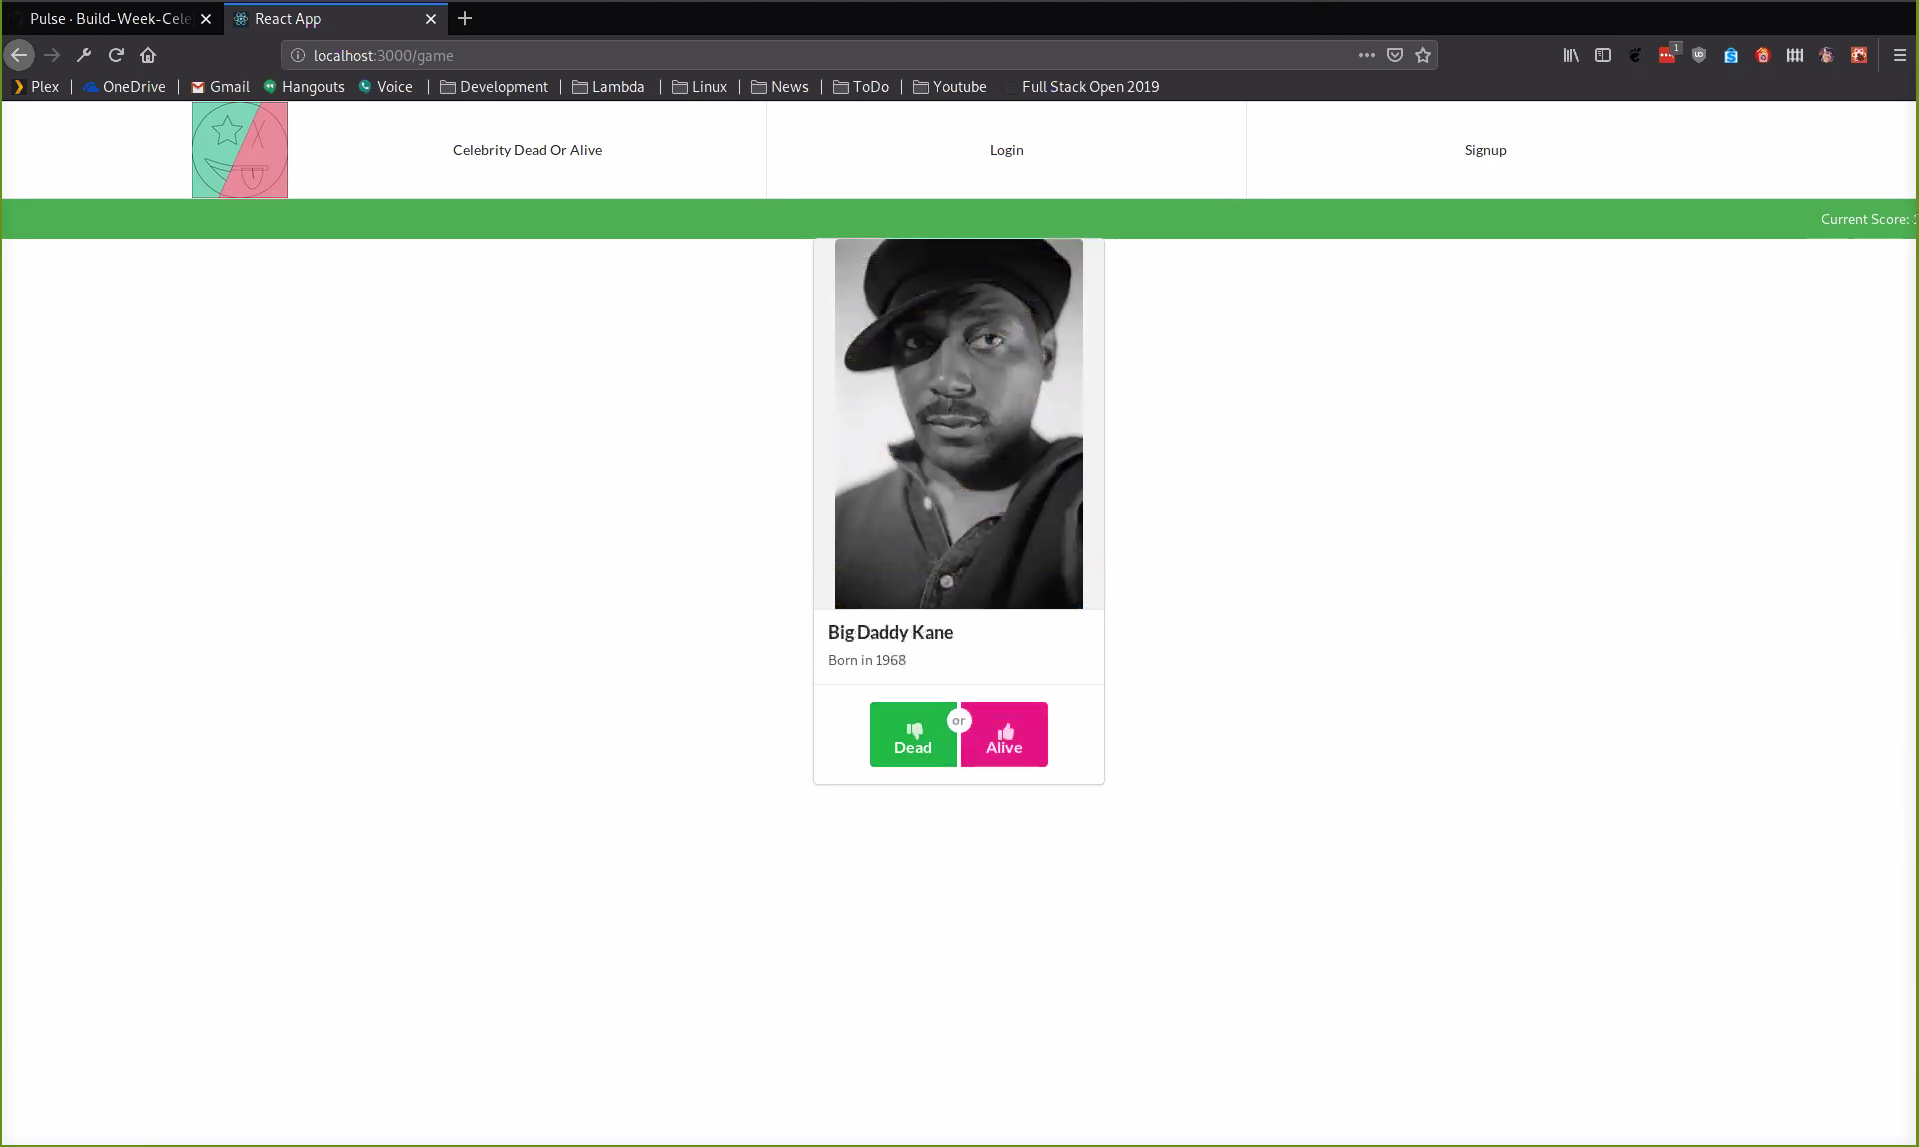 Pulse · Build-Week-Cele
React App
localhost:3000/game
1
Plex
OneDrive
Gmail
Hangouts
Voice
Development
Lambda
Linux
News
ToDo
Youtube
Full Stack Open 2019
Celebrity Dead Or Alive
Login
Signup
Current Score:
Big Daddy Kane
Born in 1968
Dead
or
Alive